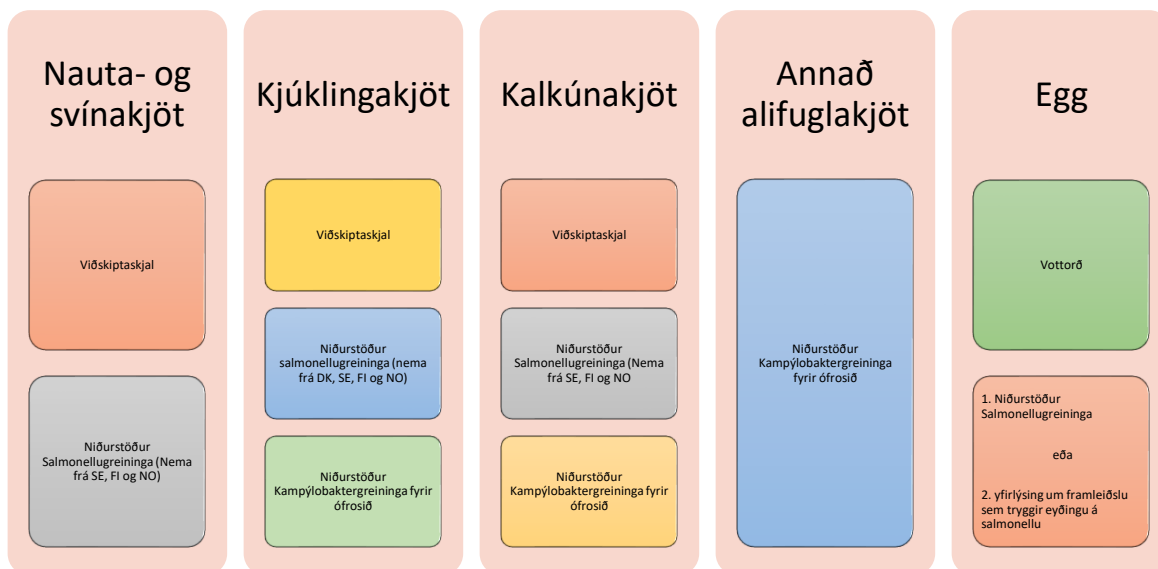 Nauta- og
svínakjöt
Viðskiptaskjal
Niðurstöður
Salmonellugreininga (Nema
frá SE, FI og NO)
Kjúklingakjöt
Viðskiptaskjal
Niðurstöður
salmonellugreininga (nema
frá DK, SE, FI og NO)
Niðurstöður
Kampýlobaktergreininga fyrir
ófrosið
Kalkúnakjöt
Viðskiptaskjal
Niðurstöður
Salmonellugreininga (Nema
frá SE, FI og NO
Niðurstöður
Kampýlobaktergreininga fyrir
ófrosið
Annað
alifuglakjöt
Niðurstöður
Kampýlobaktergreininga
fyrir ófrosið
Egg
Vottorð
1. Niðurstöður
Salmonellugreininga
eða
2. yfirlýsing um framleiðslu
sem tryggir eyðingu á
salmonellu